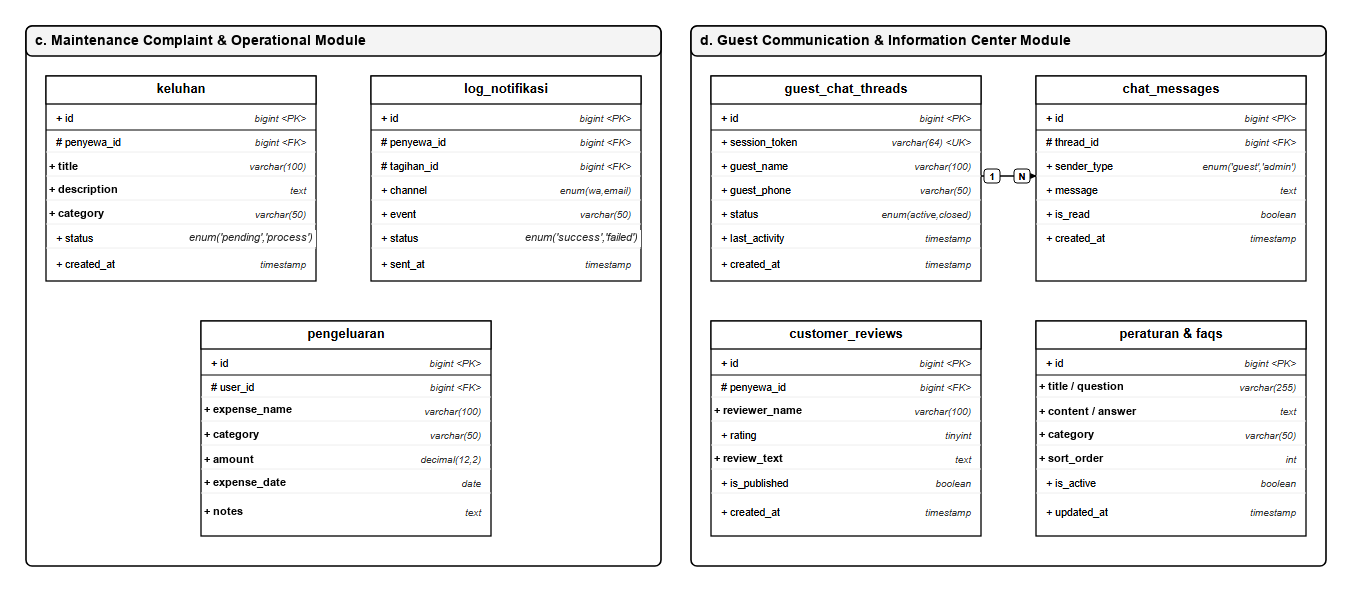 c. Maintenance Complaint & Operational Module
keluhan
+ id bigint <PK>
# penyewa_id bigint <FK>
+ title varchar(100)
+ description text
+ category varchar(50)
+ status enum('pending','process')
+ created_at timestamp
log_notifikasi
+ id bigint <PK>
# penyewa_id bigint <FK>
# tagihan_id bigint <FK>
+ channel enum(wa,email)
+ event varchar(50)
+ status enum('success','failed')
+ sent_at timestamp
pengeluaran
+ id bigint <PK>
# user_id bigint <FK>
+ expense_name varchar(100)
+ category varchar(50)
+ amount decimal(12,2)
+ expense_date date
+ notes text
d. Guest Communication & Information Center Module
guest_chat_threads
+ id bigint <PK>
+ session_token varchar(64) <UK>
+ guest_name varchar(100)
+ guest_phone varchar(50)
+ status enum(active,closed)
+ last_activity timestamp
+ created_at timestamp
1 N
chat_messages
+ id bigint <PK>
# thread_id bigint <FK>
+ sender_type enum('guest','admin')
+ message text
+ is_read boolean
+ created_at timestamp
customer_reviews
+ id bigint <PK>
# penyewa_id bigint <FK>
+ reviewer_name varchar(100)
+ rating tinyint
+ review_text text
+ is_published boolean
+ created_at timestamp
peraturan & faqs
+ id bigint <PK>
+ title / question varchar(255)
+ content / answer text
+ category varchar(50)
+ sort_order int
+ is_active boolean
+ updated_at timestamp